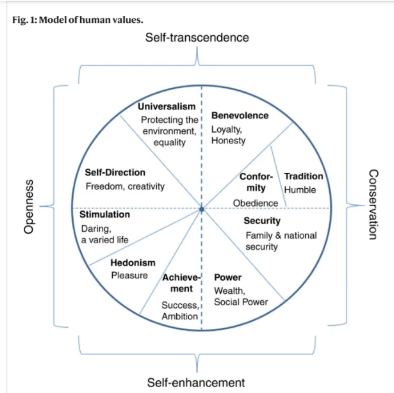 Fig. 1: Model of human values.
Self-transcendence
Universalism
Protecting the
environment,
equality
Benevolence
Loyalty,
Honesty
Self-Direction
Freedom, creativity
Confor-
mity
Obedience
Tradition
Humble
Openness
Conservation
Stimulation
Daring,
a varied life
Security
Family & national
security
Hedonism
Pleasure
Achieve-
ment
Success,
Ambition
Power
Wealth,
Social Power
Self-enhancement